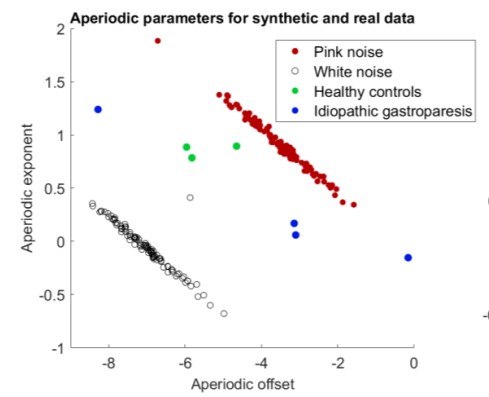 Aperiodic parameters for synthetic and real data
2
1.5
1
0.5
0
-0.5
-1
Aperiodic exponent
Pink noise
White noise
Healthy controls
Idiopathic gastroparesis
-8 -6 -4 -2 0
Aperiodic offset